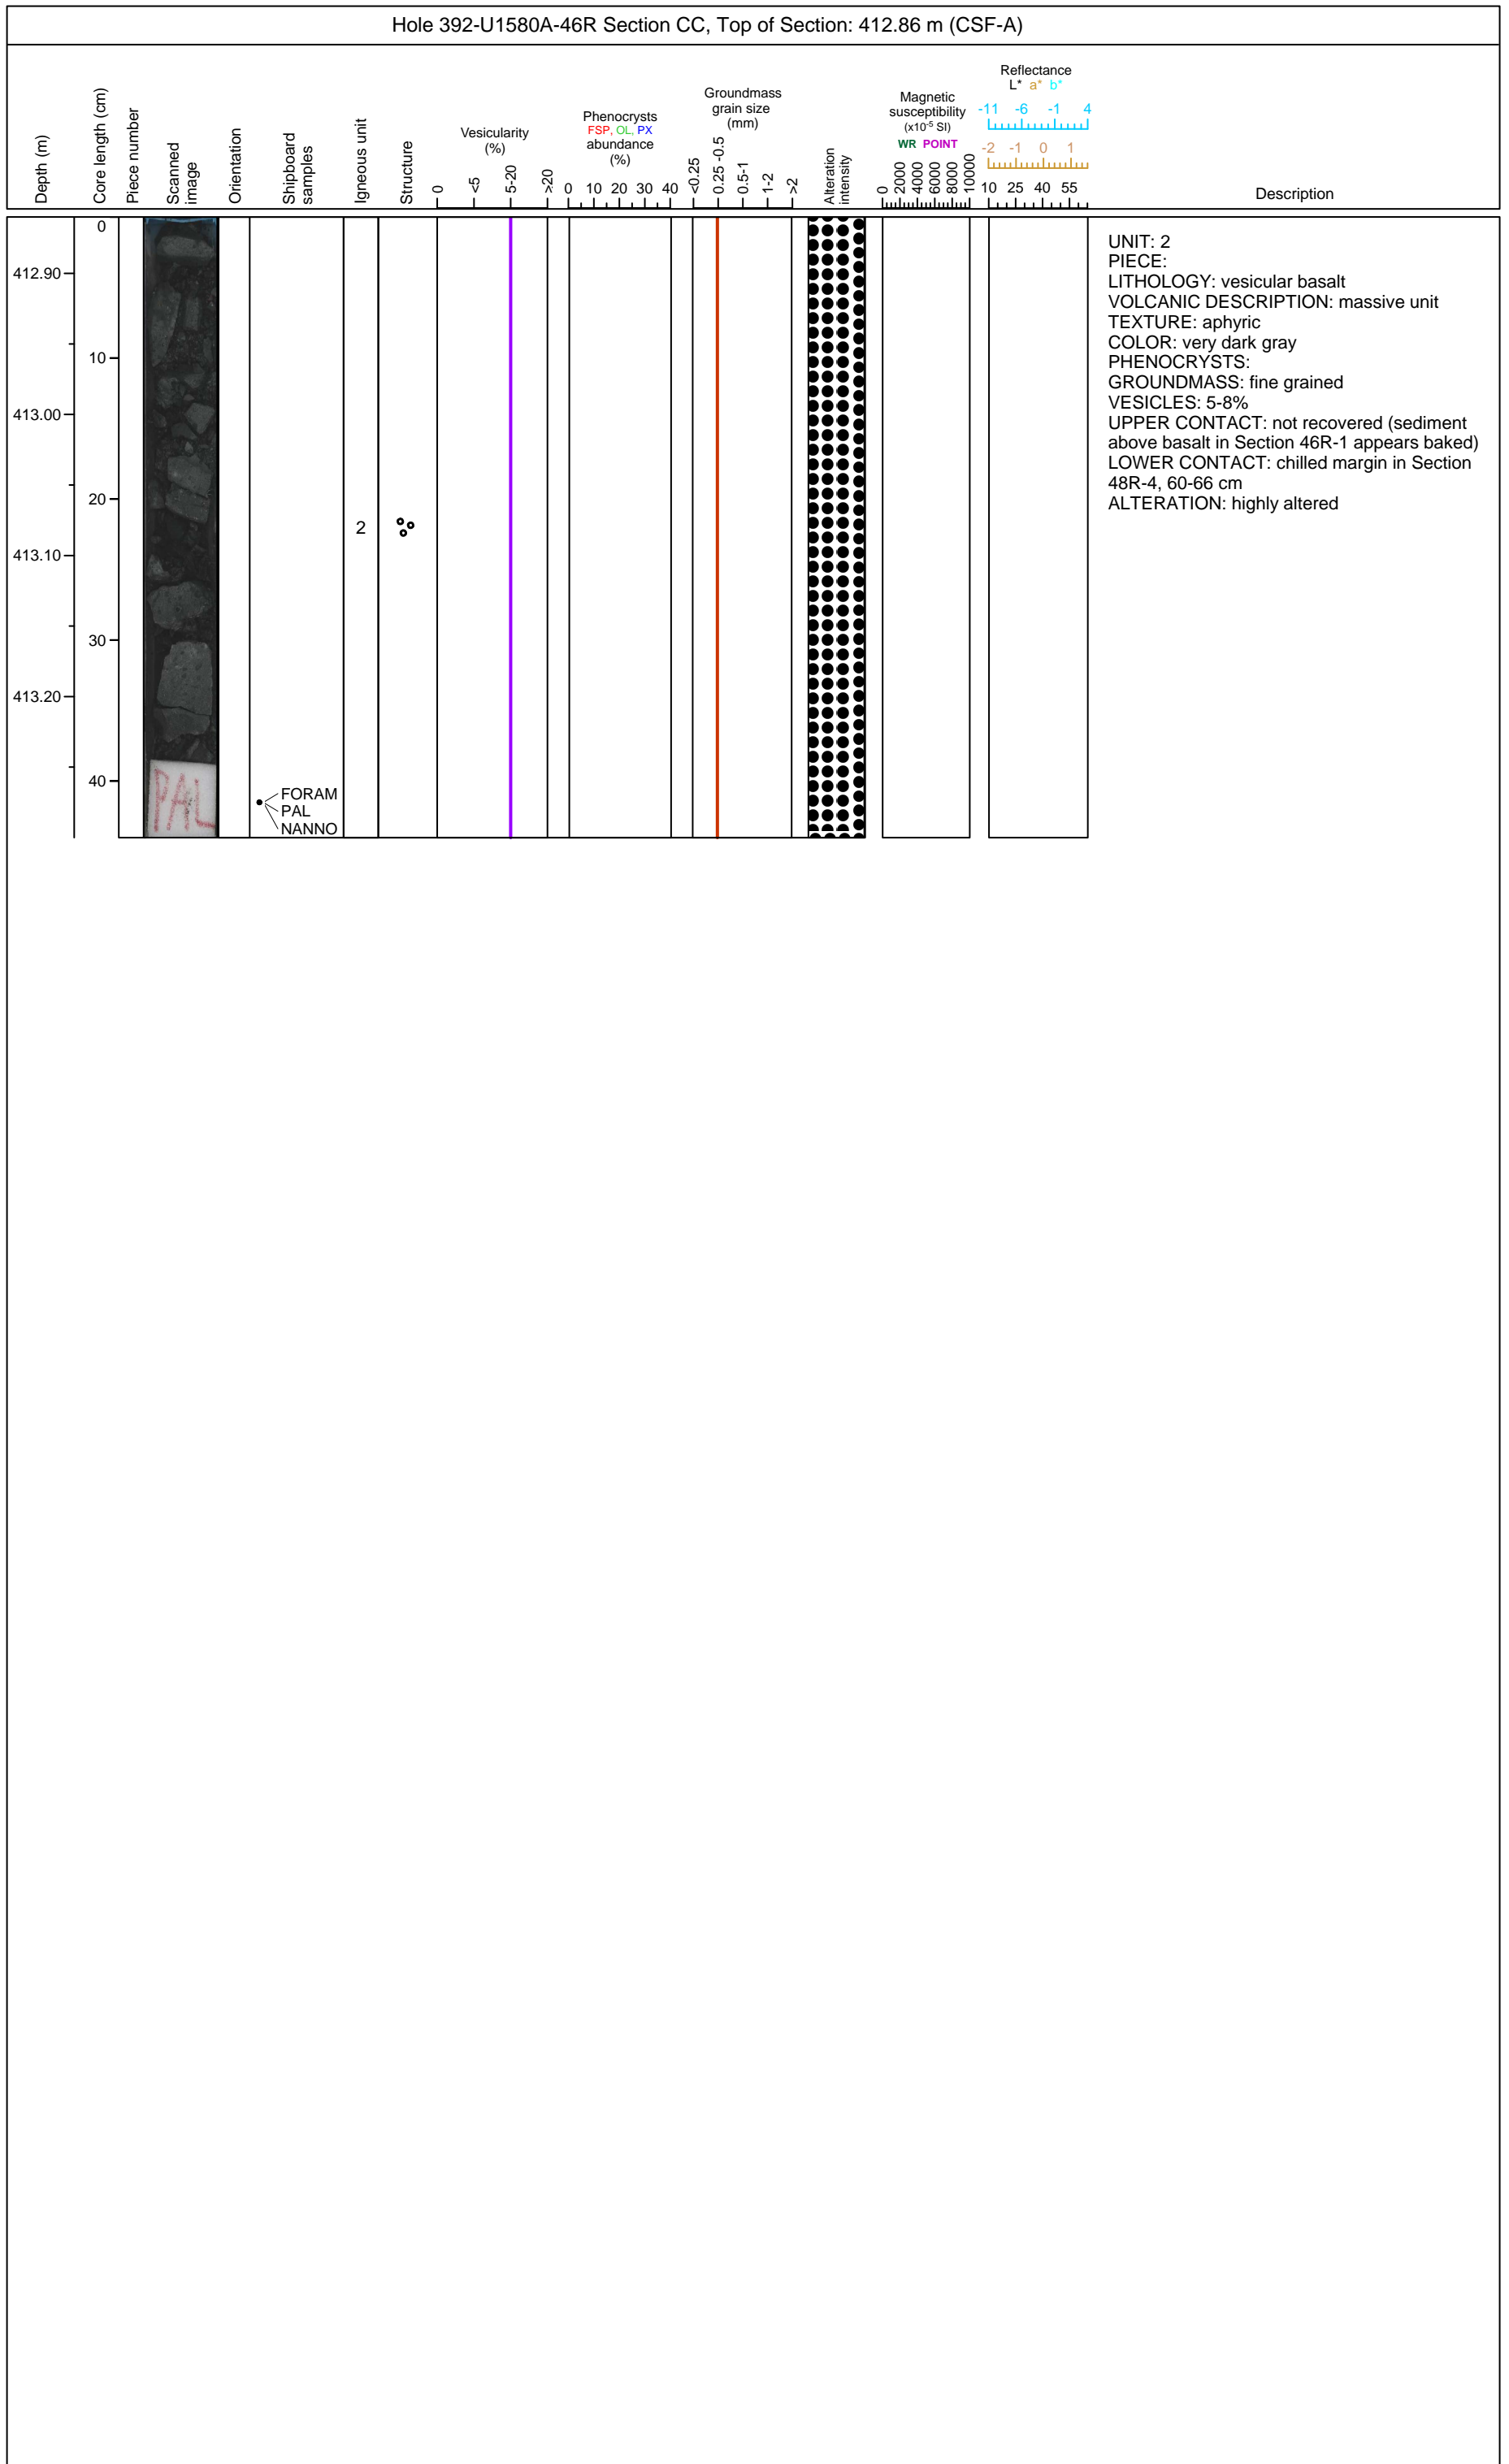 Hole 392-U1580A-46R Section CC, Top of Section: 412.86 m (CSF-A)
Depth (m)
Core length (cm)
Piece number
Scanned
image
Orientation
Shipboard
samples
Igneous unit
Structure
Vesicularity
(%)
0 <5 5-20 >20
Phenocrysts
FSP, OL, PX
abundance
(%)
0 10 20 30 40
Groundmass
grain size
(mm)
<0.25 0.25 -0.5 0.5-1 1-2 >2
Alteration
intensity
Magnetic
susceptibility
(x10⁻⁵ SI)
WR POINT
0 2000 4000 6000 8000 10000
Reflectance
L* a* b*
-11 -6 -1 4
-2 -1 0 1
10 25 40 55
Description
0
412.90
10
413.00
20
413.10
30
413.20
40
PAL
FORAM
PAL
NANNO
2
UNIT: 2
PIECE:
LITHOLOGY: vesicular basalt
VOLCANIC DESCRIPTION: massive unit
TEXTURE: aphyric
COLOR: very dark gray
PHENOCRYSTS:
GROUNDMASS: fine grained
VESICLES: 5-8%
UPPER CONTACT: not recovered (sediment
above basalt in Section 46R-1 appears baked)
LOWER CONTACT: chilled margin in Section
48R-4, 60-66 cm
ALTERATION: highly altered